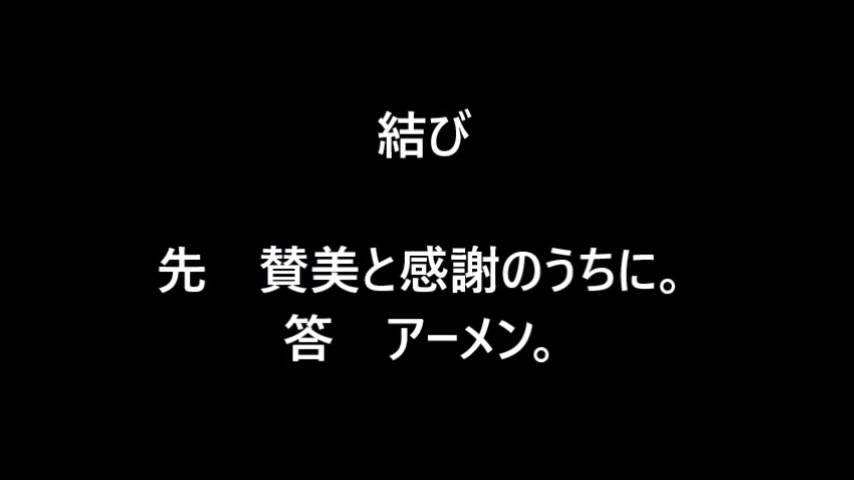 結び
先　賛美と感謝のうちに。
答　アーメン。